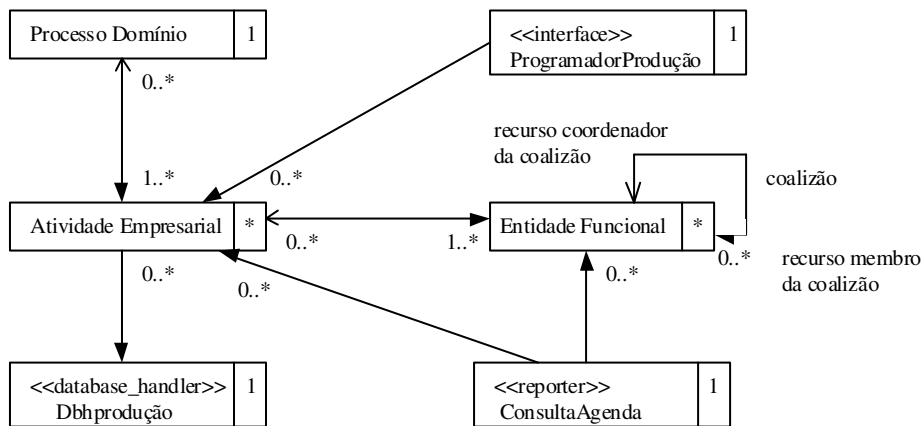 Processo Domínio 1
<<interface>> 1
ProgramadorProdução
0..*
recurso coordenador
da coalizão
coalizão
1..*
0..*
Atividade Empresarial *
0..*
1..*
Entidade Funcional *
0..*
recurso membro
da coalizão
0..*
0..*
0..*
<<database_handler>> 1
Dbhprodução
<<reporter>> 1
ConsultaAgenda